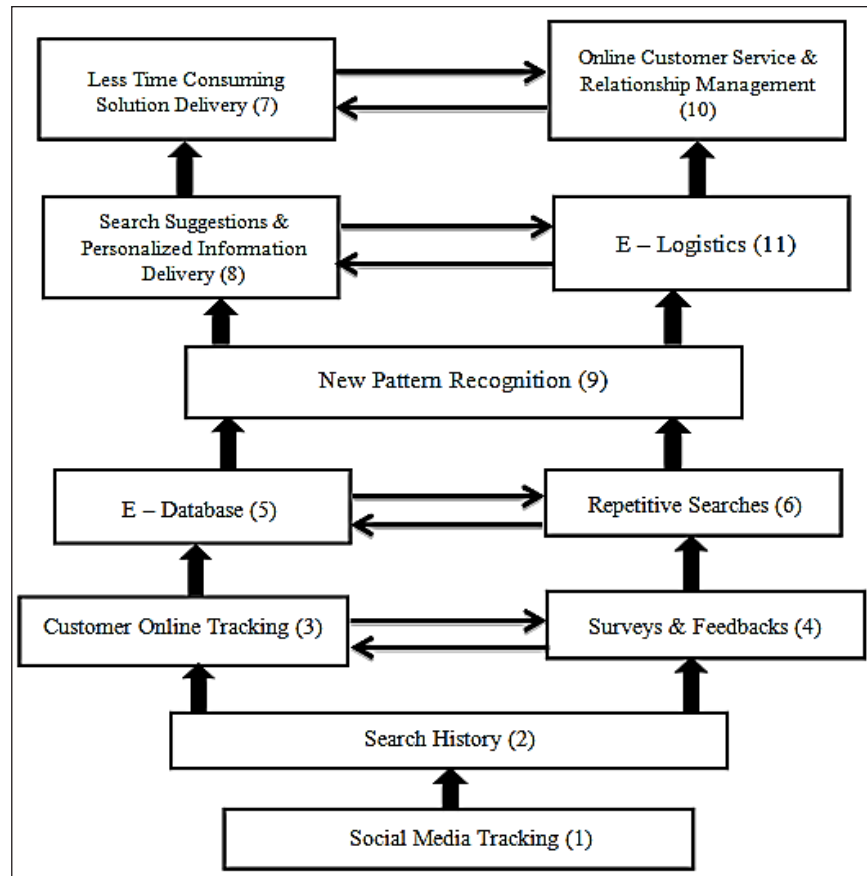 Less Time Consuming
Solution Delivery (7)
Online Customer Service &
Relationship Management
(10)
Search Suggestions &
Personalized Information
Delivery (8)
E – Logistics (11)
New Pattern Recognition (9)
E – Database (5)
Repetitive Searches (6)
Customer Online Tracking (3)
Surveys & Feedbacks (4)
Search History (2)
Social Media Tracking (1)